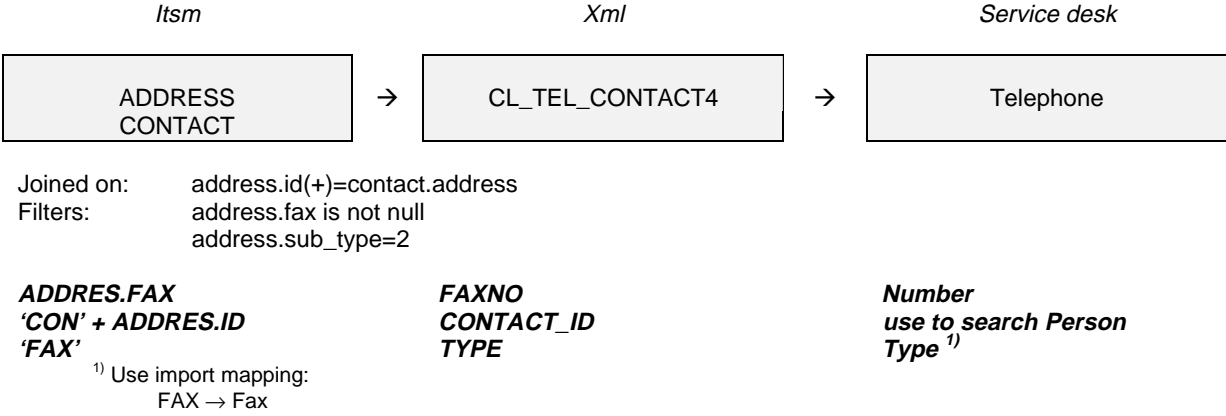 Itsm Xml Service desk
ADDRESS → CL_TEL_CONTACT4 → Telephone
CONTACT
Joined on: address.id(+)=contact.address
Filters: address.fax is not null
address.sub_type=2
ADDRES.FAX FAXNO Number
‘CON’ + ADDRES.ID CONTACT_ID use to search Person
‘FAX’ TYPE Type 1)
1) Use import mapping:
FAX → Fax